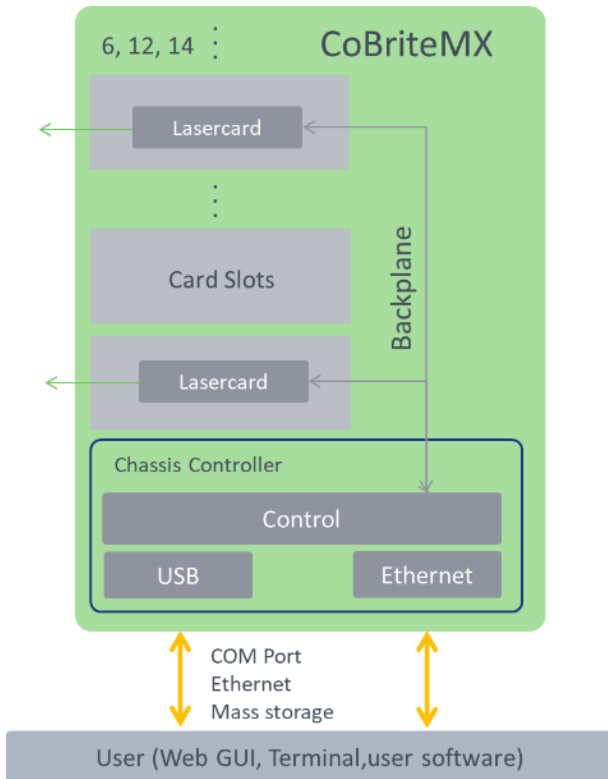 6, 12, 14
CoBriteMX
Lasercard
Card Slots
Backplane
Lasercard
Chassis Controller
Control
USB
Ethernet
COM Port
Ethernet
Mass storage
User (Web GUI, Terminal,user software)